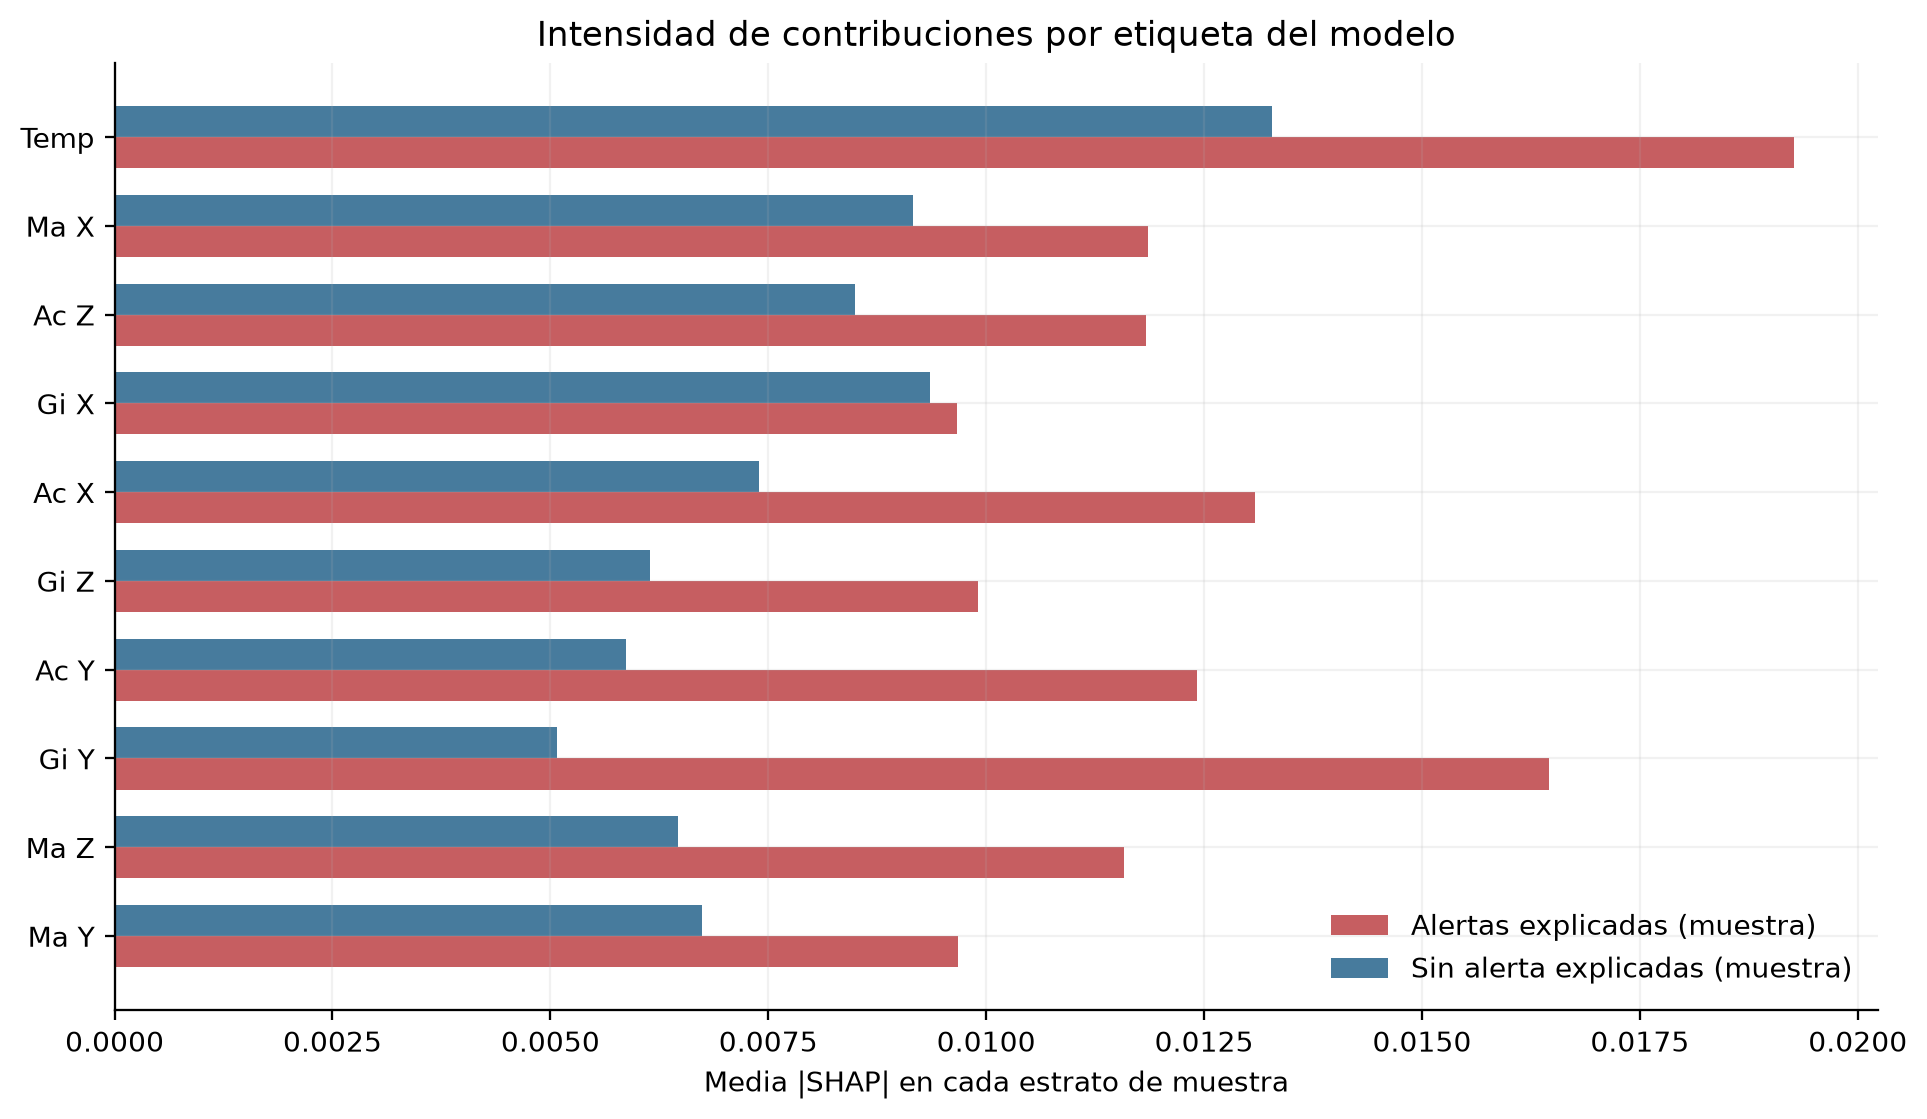 Intensidad de contribuciones por etiqueta del modelo
Temp
Ma X
Ac Z
Gi X
Ac X
Gi Z
Ac Y
Gi Y
Ma Z
Ma Y
Alertas explicadas (muestra)
Sin alerta explicadas (muestra)
0.0000 0.0025 0.0050 0.0075 0.0100 0.0125 0.0150 0.0175 0.0200
Media |SHAP| en cada estrato de muestra